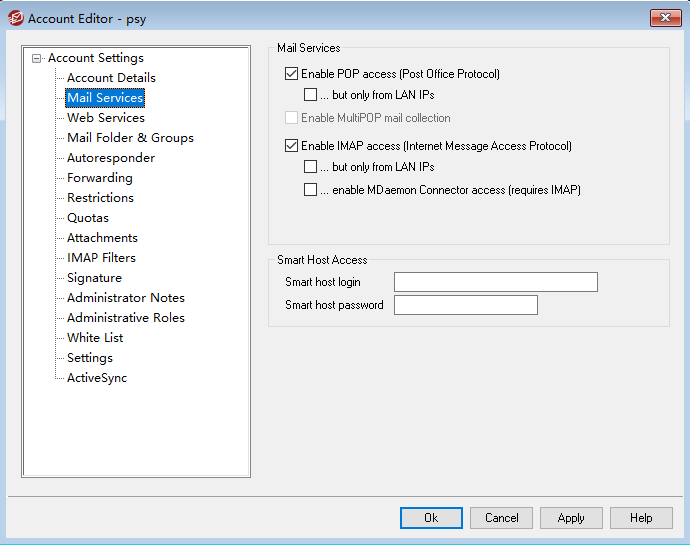 Account Editor - psy
Account Settings
Account Details
Mail Services
Web Services
Mail Folder & Groups
Autoresponder
Forwarding
Restrictions
Quotas
Attachments
IMAP Filters
Signature
Administrator Notes
Administrative Roles
White List
Settings
ActiveSync
Mail Services
Enable POP access (Post Office Protocol)
... but only from LAN IPs
Enable MultiPOP mail collection
Enable IMAP access (Internet Message Access Protocol)
... but only from LAN IPs
... enable MDaemon Connector access (requires IMAP)
Smart Host Access
Smart host login
Smart host password
Ok
Cancel
Apply
Help